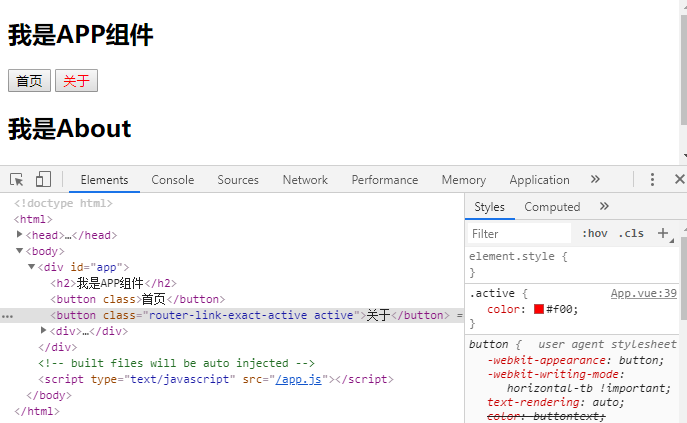 我是APP组件
首页 关于
我是About
Elements Console Sources Network Performance Memory Application »
<!doctype html>
<html>
<head>…</head>
<body>
<div id="app">
<h2>我是APP组件</h2>
<button class>首页</button>
<button class="router-link-exact-active active">关于</button> =
<div>…</div>
</div>
<!-- built files will be auto injected -->
<script type="text/javascript" src="/app.js"></script>
</body>
</html>
Styles Computed »
Filter :hov .cls +
element.style {
}
.active { App.vue:39
color: #f00;
}
button { user agent stylesheet
-webkit-appearance: button;
-webkit-writing-mode:
horizontal-tb !important;
text-rendering: auto;
color: buttontext;